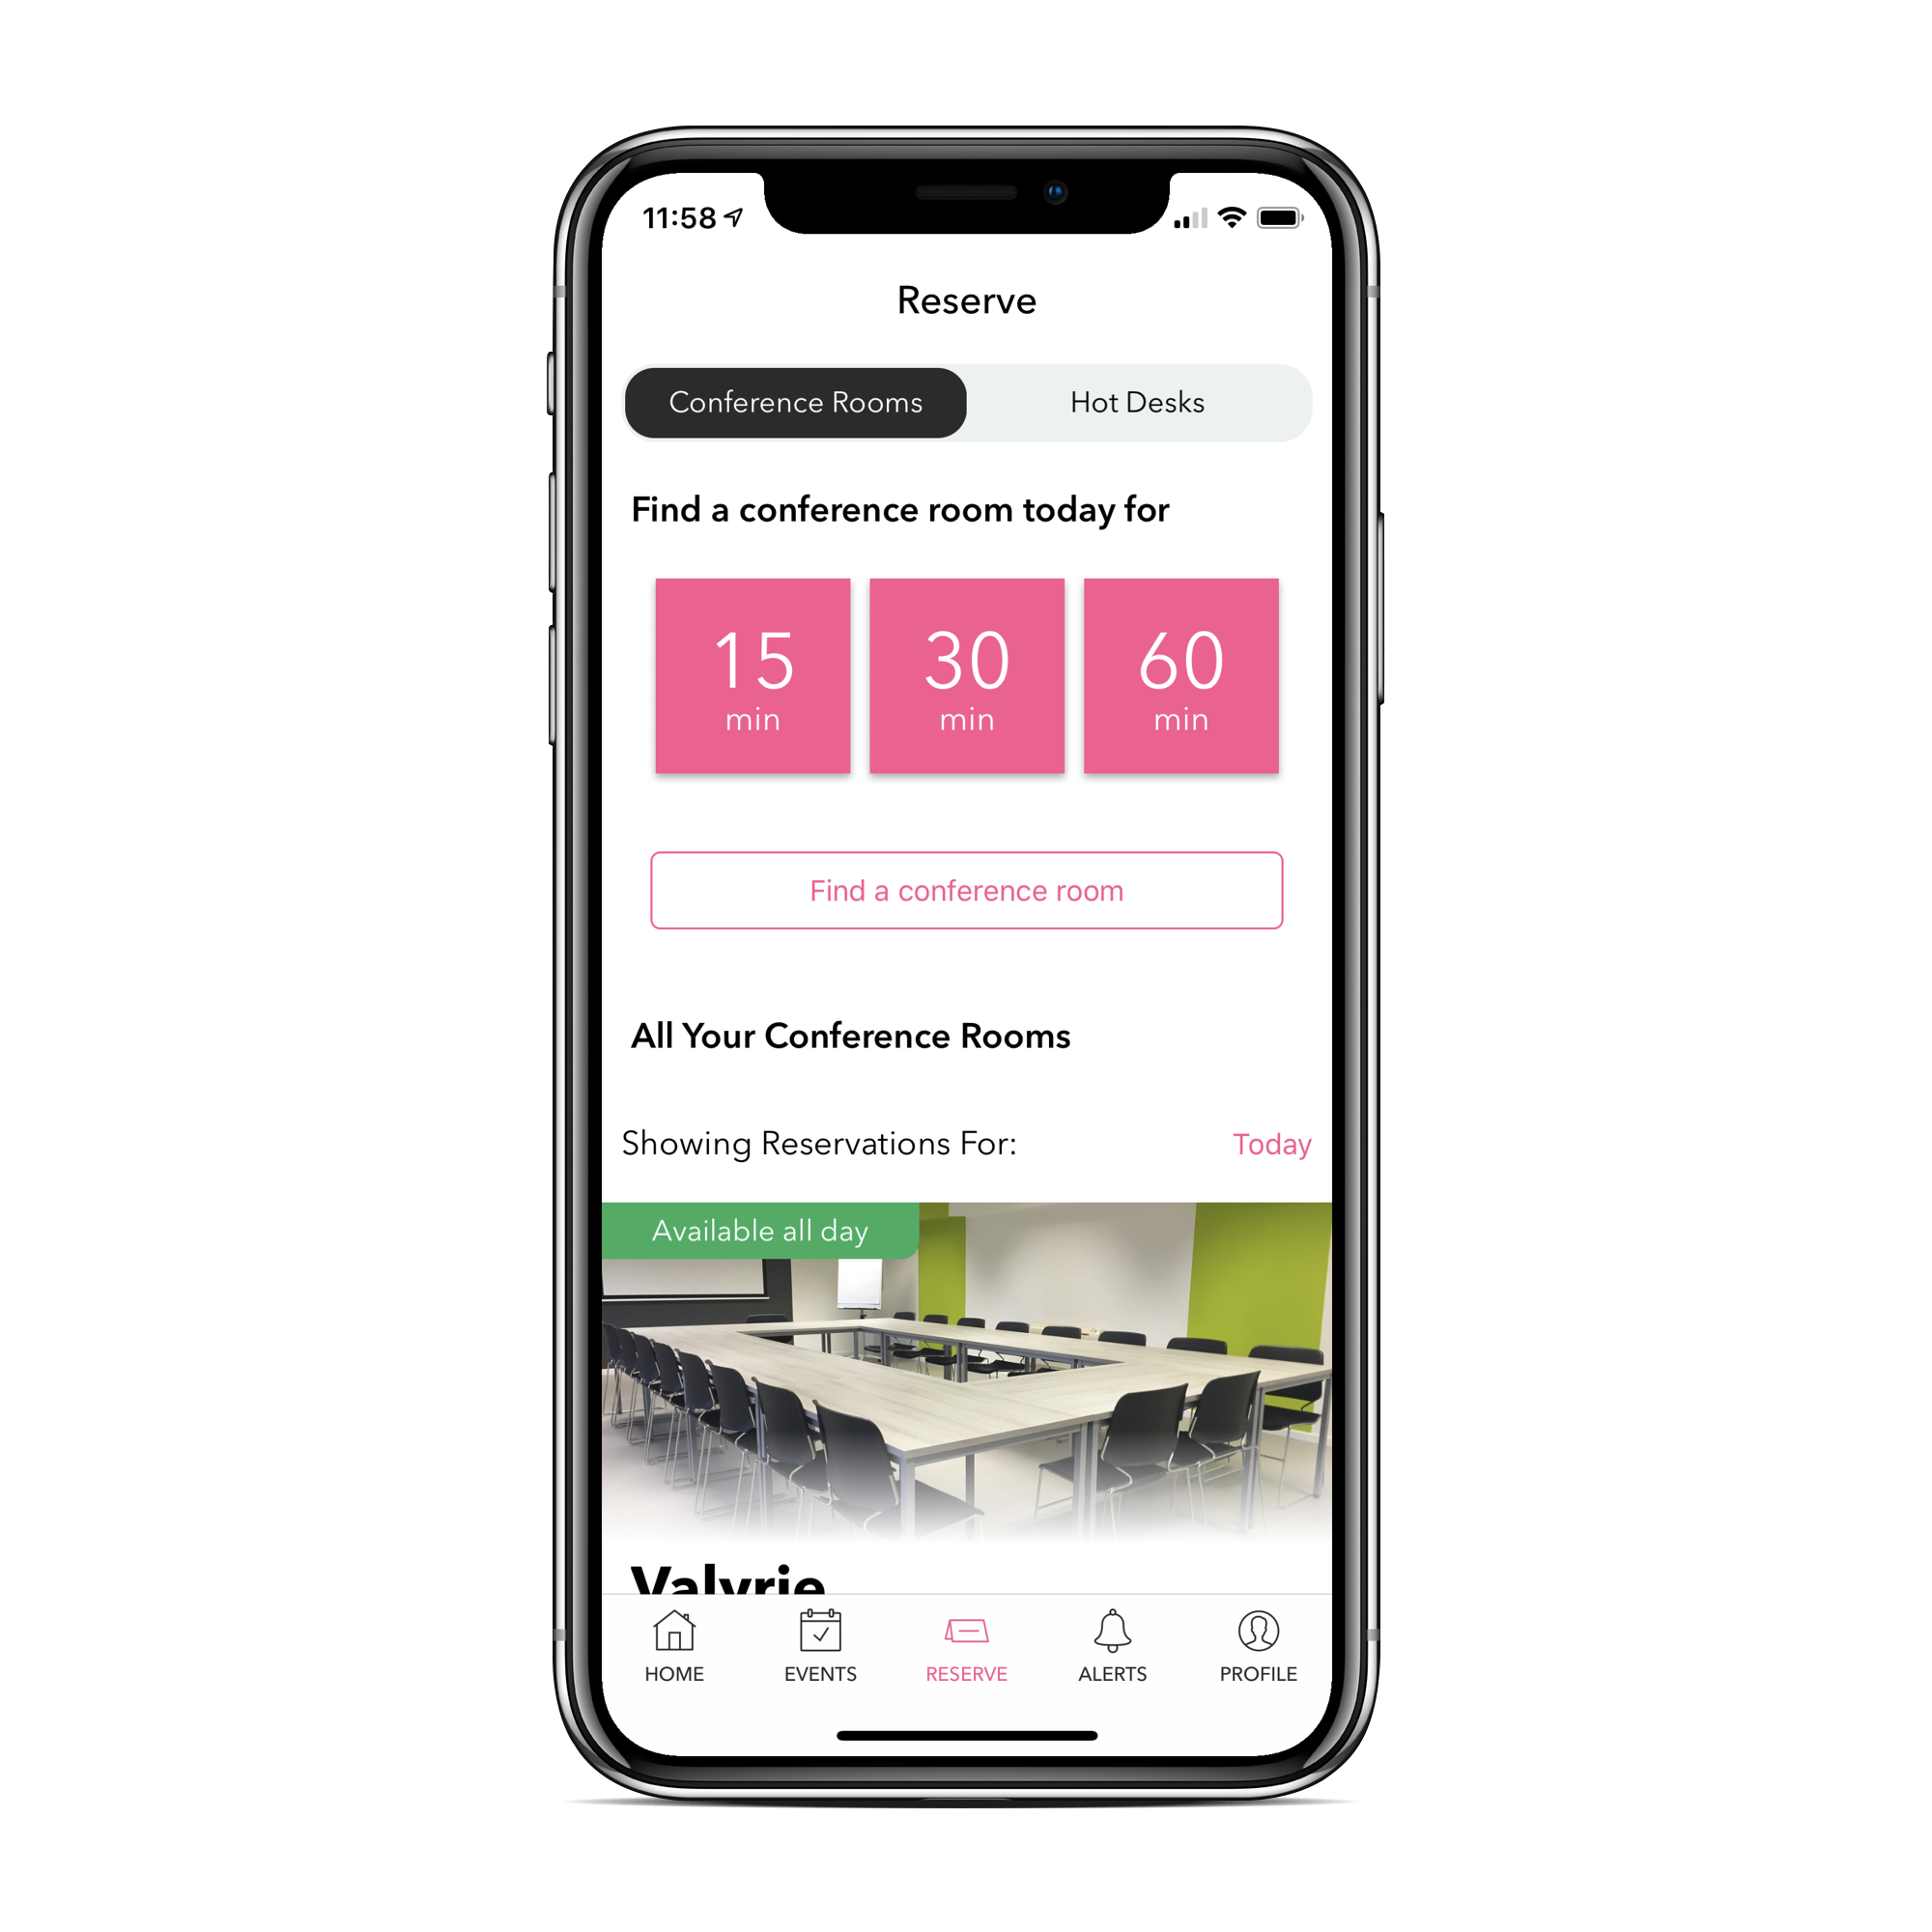 11:58
Reserve
Conference Rooms
Hot Desks
Find a conference room today for
15
min
30
min
60
min
Find a conference room
All Your Conference Rooms
Showing Reservations For:
Today
Available all day
Valyrie
HOME
EVENTS
RESERVE
ALERTS
PROFILE